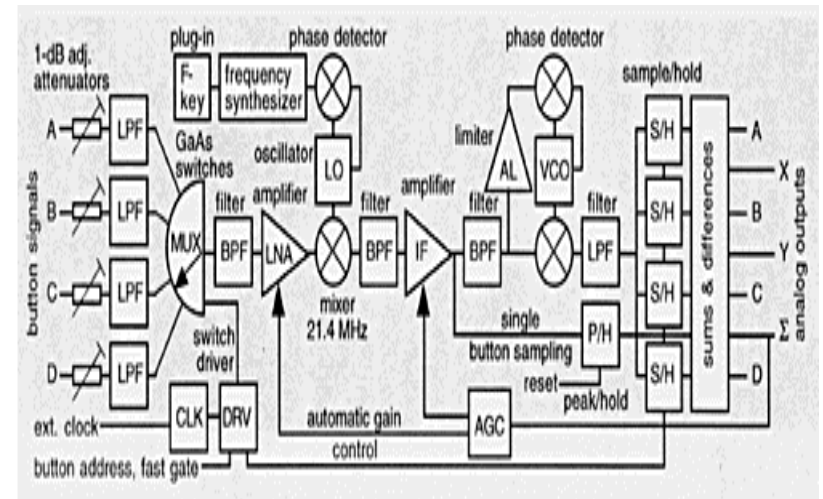 plug-in
phase detector
phase detector
1-dB adj.
attenuators
F-
key
frequency
synthesizer
sample/hold
A
LPF
GaAs
switches
oscillator
LO
limiter
AL
VCO
S/H
A
X
button signals
B
LPF
MUX
filter
BPF
amplifier
LNA
filter
BPF
amplifier
IF
filter
BPF
filter
LPF
S/H
sums & differences
B
Y
analog outputs
C
LPF
mixer
21.4 MHz
single
button sampling
P/H
S/H
C
Σ
switch
driver
reset
peak/hold
D
LPF
S/H
D
ext. clock
CLK
DRV
automatic gain
control
AGC
button address, fast gate